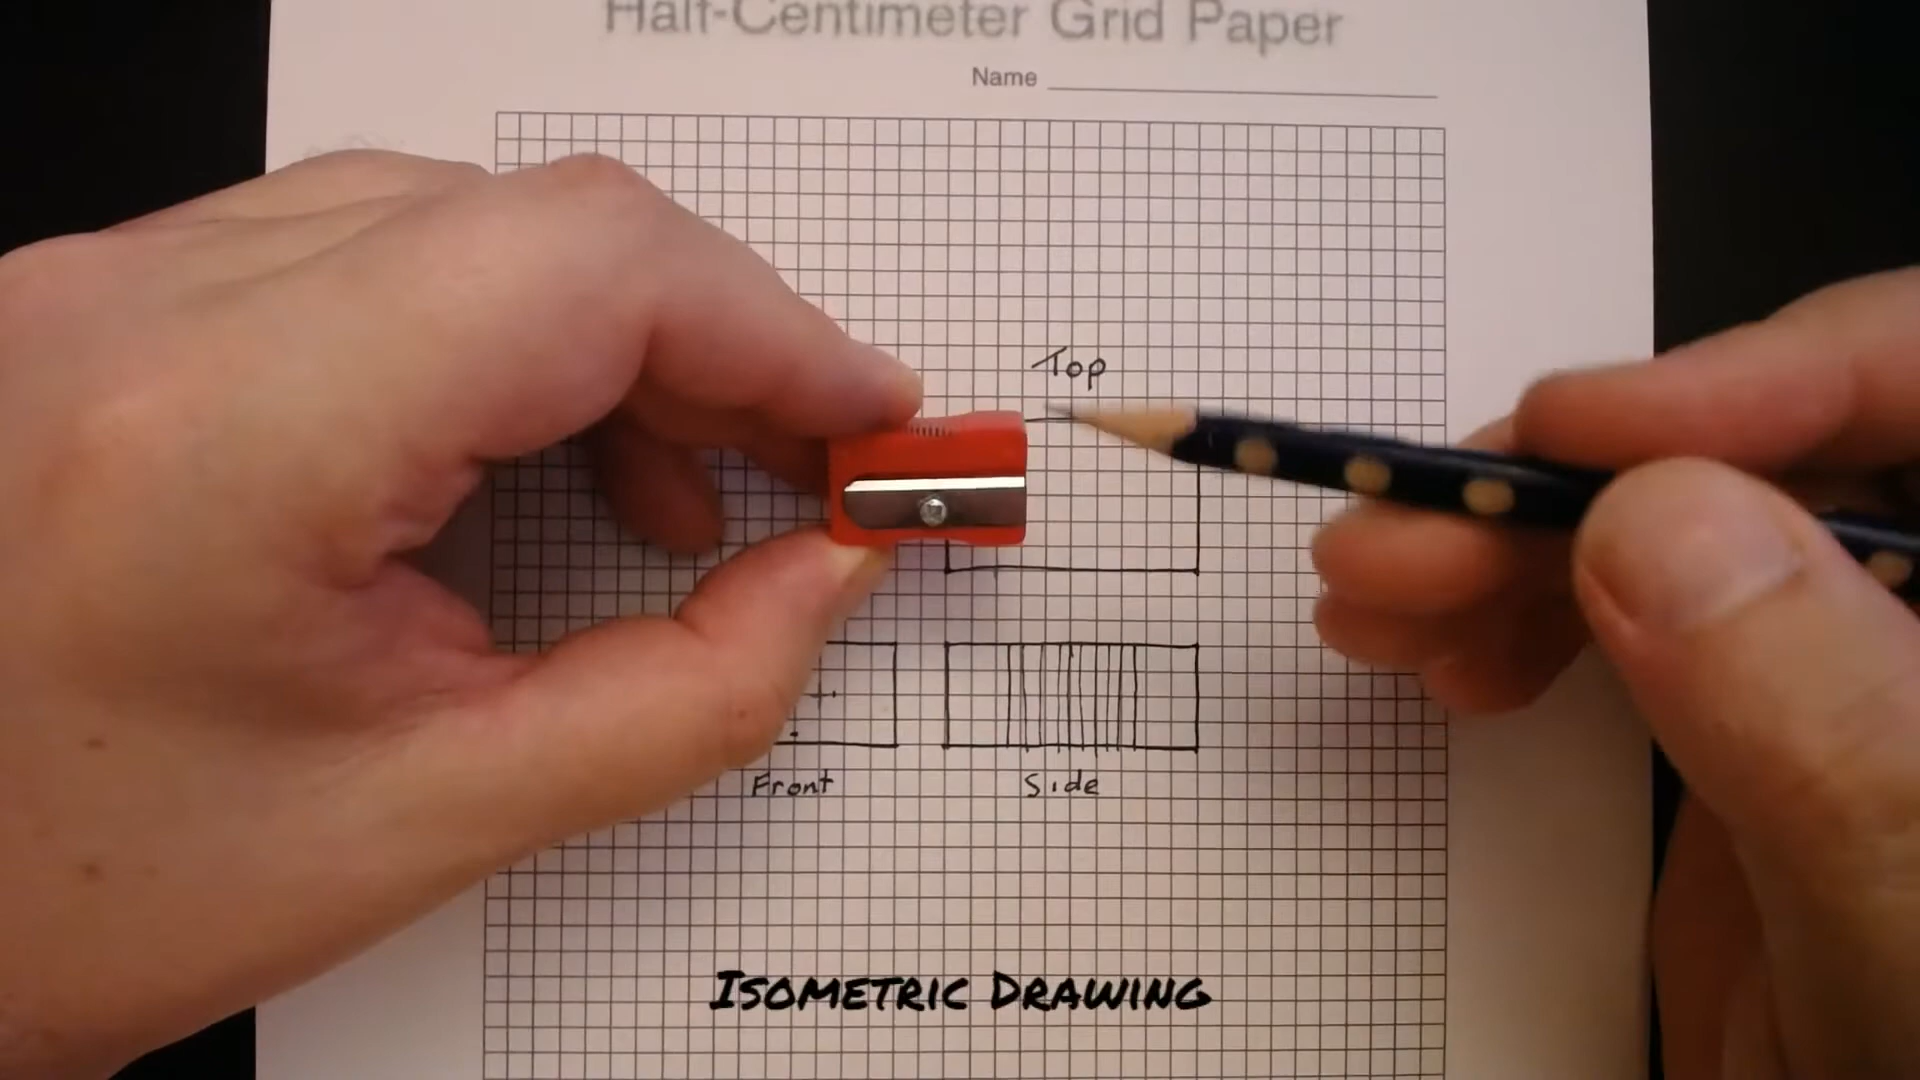 Half-Centimeter Grid Paper
Name
Top
Front
Side
Isometric Drawing